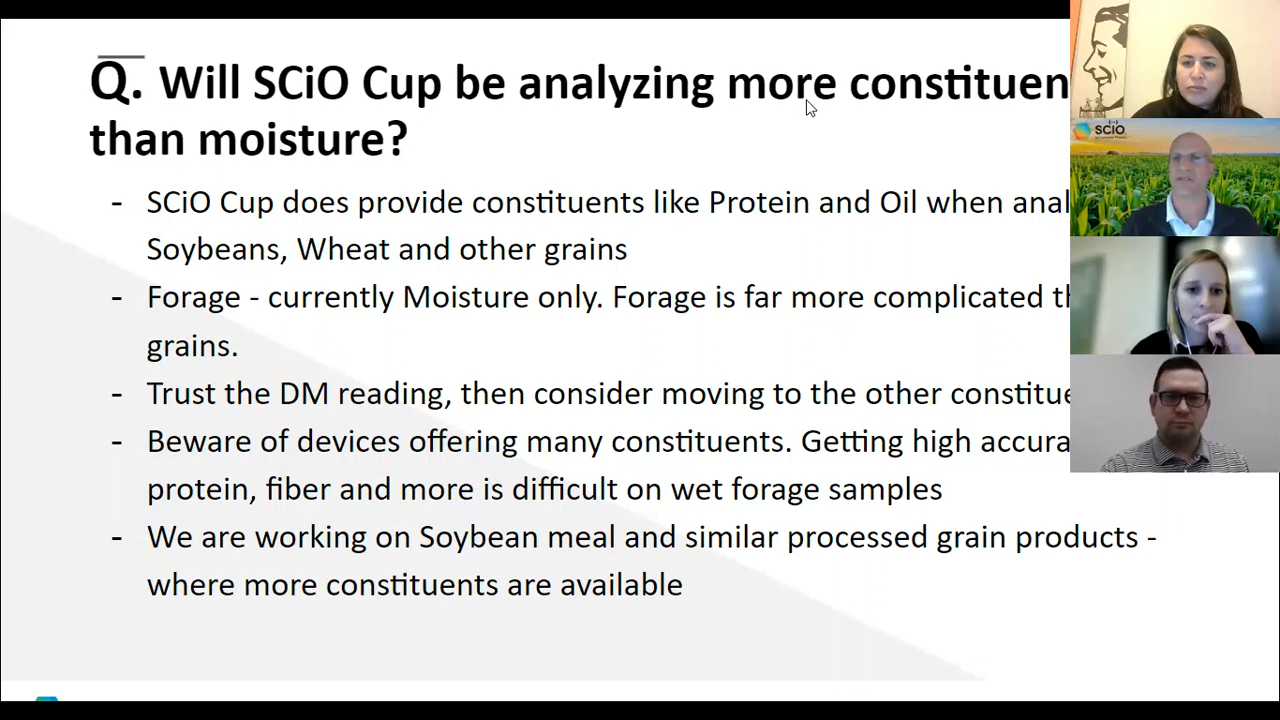 Q. Will SCiO Cup be analyzing more constituen
than moisture?
- SCiO Cup does provide constituents like Protein and Oil when anal
Soybeans, Wheat and other grains
- Forage - currently Moisture only. Forage is far more complicated th
grains.
- Trust the DM reading, then consider moving to the other constitue
- Beware of devices offering many constituents. Getting high accura
protein, fiber and more is difficult on wet forage samples
- We are working on Soybean meal and similar processed grain products -
where more constituents are available
SCiO